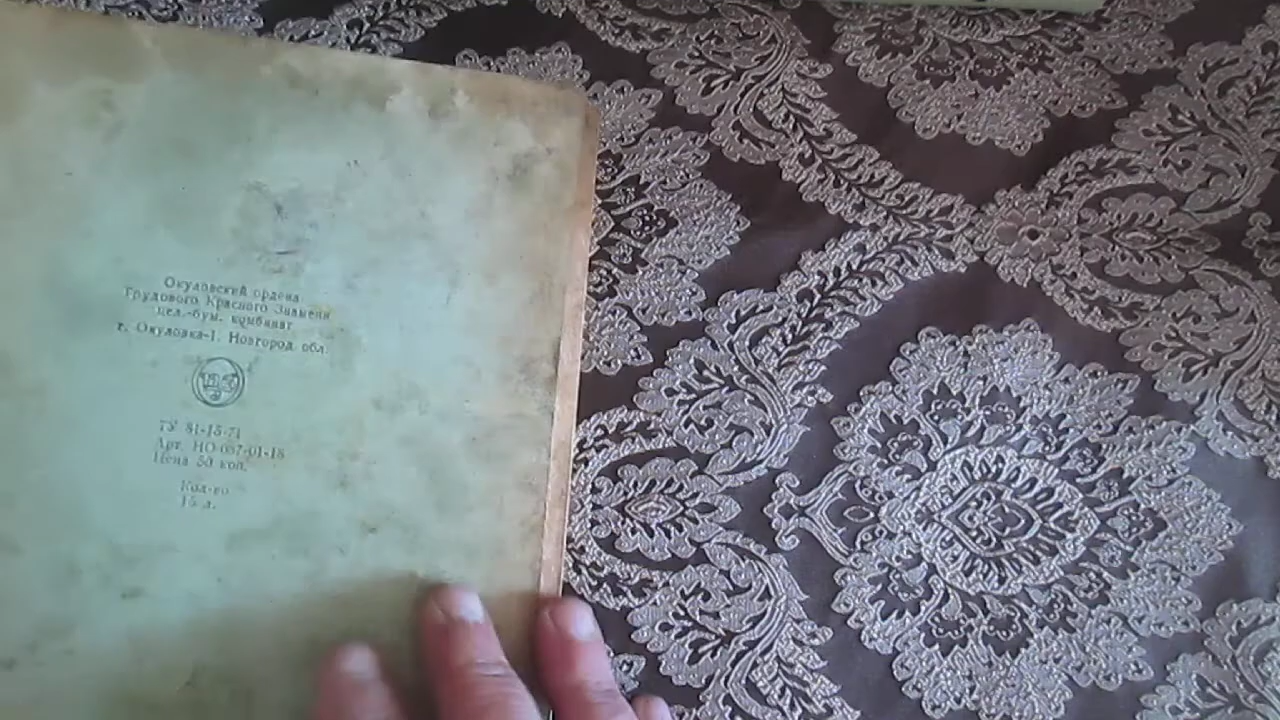 Окуловский ордена
Трудового Красного Знамени
цел.-бум. комбинат
г. Окуловка-1, Новгород. обл.
ТУ 81-15-71
Арт. НО-087-01-18
Цена 50 коп.
Кол-во
15 л.